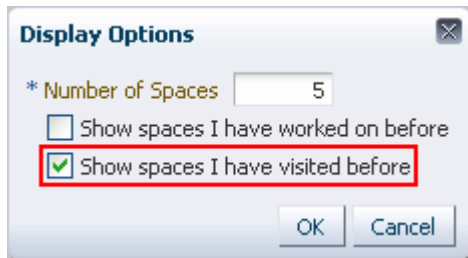 Display Options
* Number of Spaces 5
Show spaces I have worked on before
Show spaces I have visited before
OK Cancel